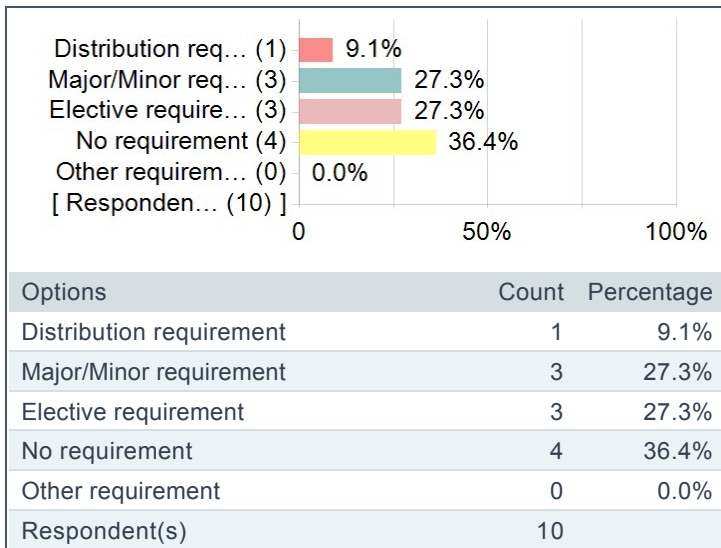 Distribution req… (1) 9.1%
Major/Minor req… (3) 27.3%
Elective require… (3) 27.3%
No requirement (4) 36.4%
Other requirem… (0) 0.0%
[ Responden… (10) ]
0 50% 100%
Options Count Percentage
Distribution requirement 1 9.1%
Major/Minor requirement 3 27.3%
Elective requirement 3 27.3%
No requirement 4 36.4%
Other requirement 0 0.0%
Respondent(s) 10